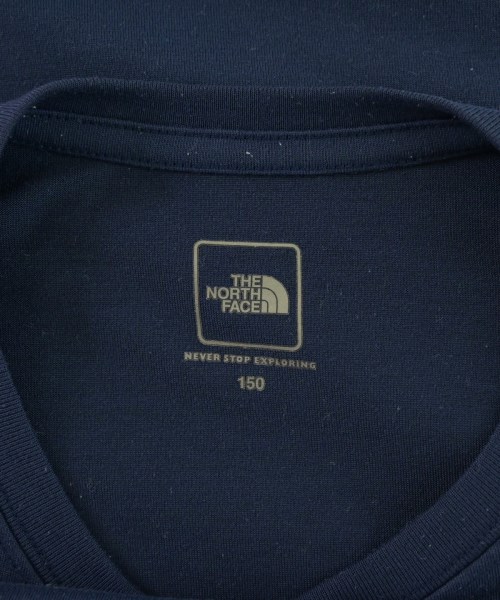 THE
NORTH
FACE
NEVER STOP EXPLORING
150